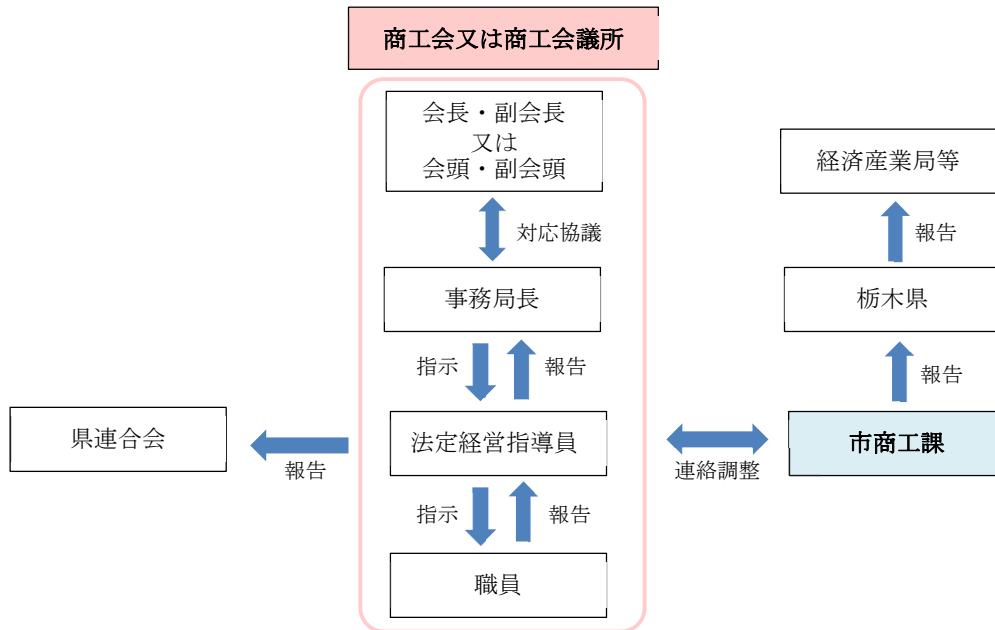 商工会又は商工会議所
会長・副会長
又は
会頭・副会頭
対応協議
事務局長
指示
報告
法定経営指導員
指示
報告
職員
県連合会
報告
連絡調整
経済産業局等
報告
栃木県
報告
市商工課